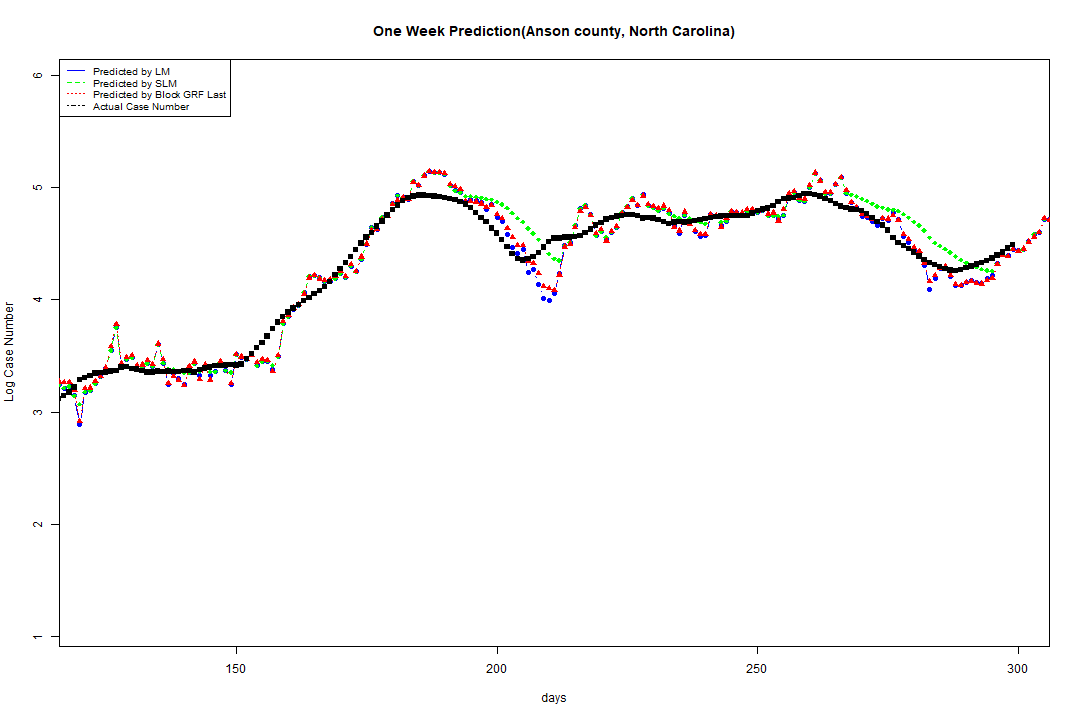 One Week Prediction(Anson county, North Carolina)
Predicted by LM
Predicted by SLM
Predicted by Block GRF Last
Actual Case Number
6
5
4
3
2
1
Log Case Number
150
200
250
300
days